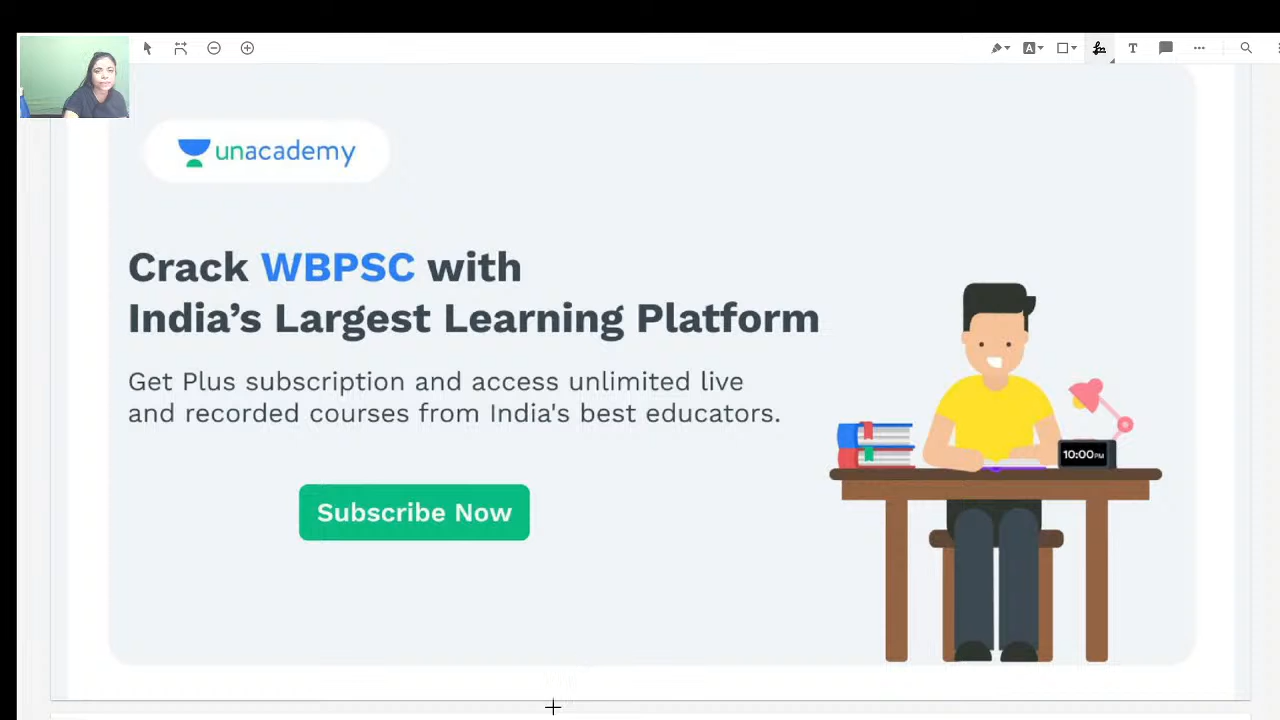 unacademy
Crack WBPSC with
India’s Largest Learning Platform
Get Plus subscription and access unlimited live
and recorded courses from India's best educators.
10:00PM
Subscribe Now